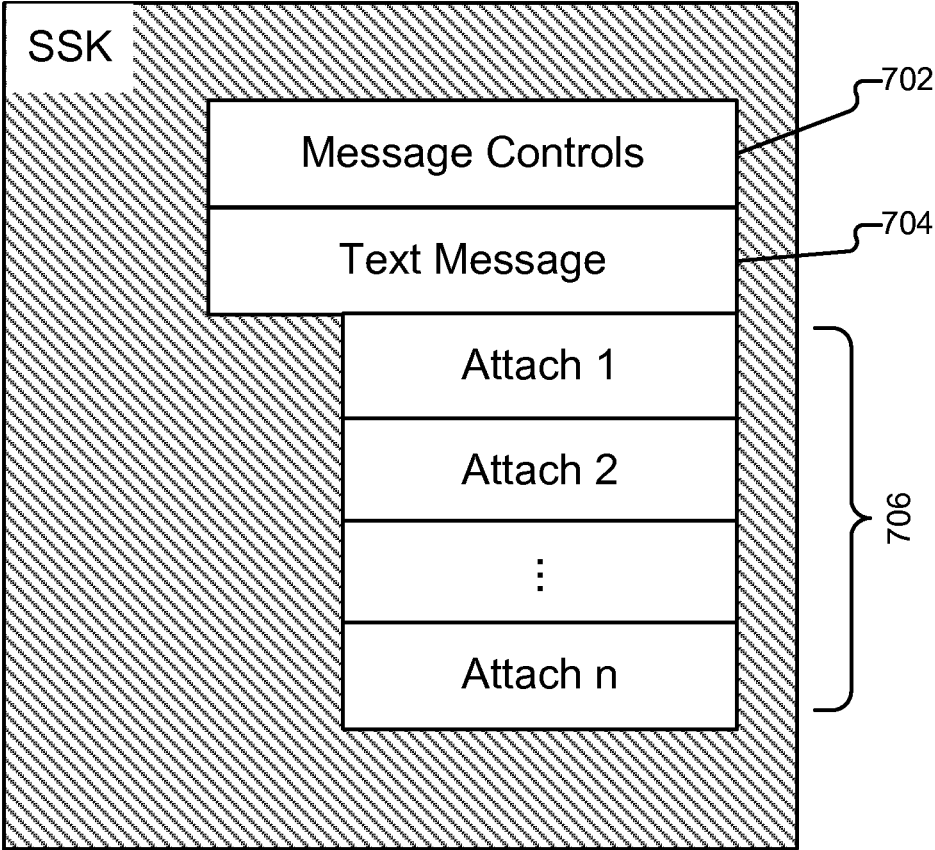 SSK
702
Message Controls
704
Text Message
Attach 1
Attach 2
⋮
706
Attach n